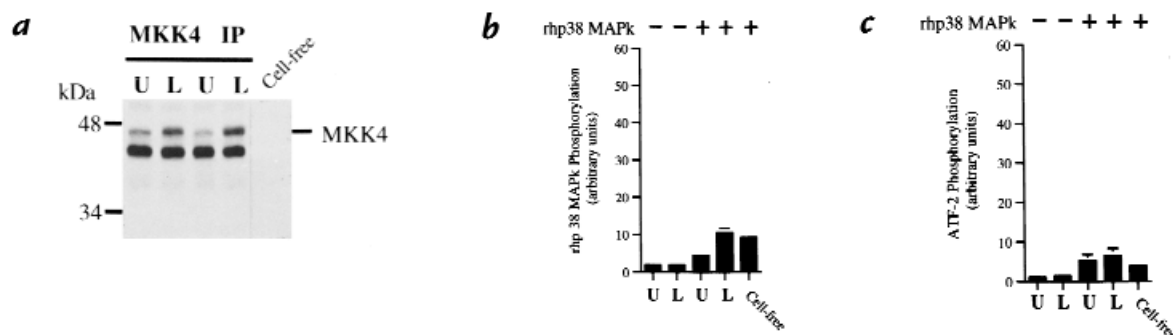 a
MKK4 IP
U L U L Cell-free
kDa
48
MKK4
34
b
rhp38 MAPk – – + + +
60
50
40
30
20
10
0
rhp 38 MAPk Phosphorylation
(arbitrary units)
U L U L Cell-free
c
rhp38 MAPk – – + + +
60
50
40
30
20
10
0
ATF-2 Phosphorylation
(arbitrary units)
U L U L Cell-free